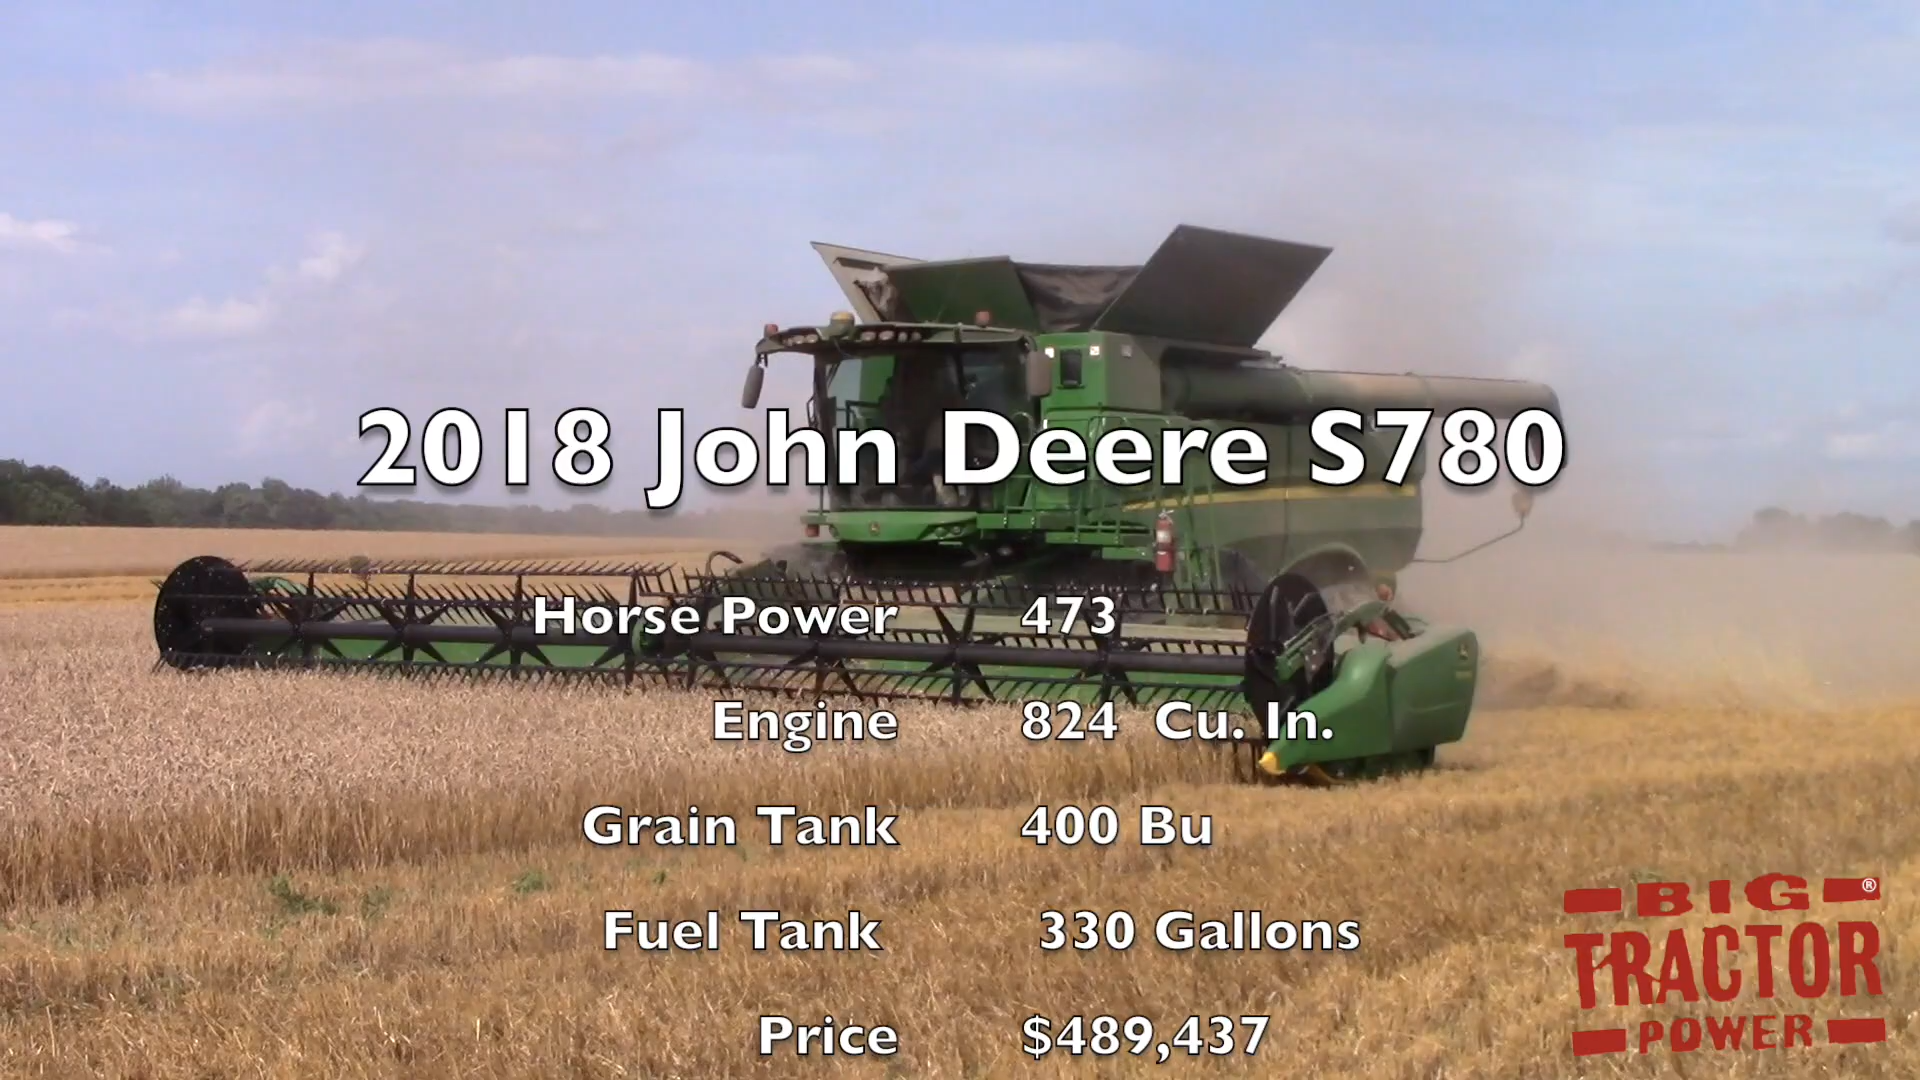 2018 John Deere S780
Horse Power 473
Engine 824 Cu. In.
Grain Tank 400 Bu
Fuel Tank 330 Gallons
Price $489,437
BIG ®
TRACTOR
POWER